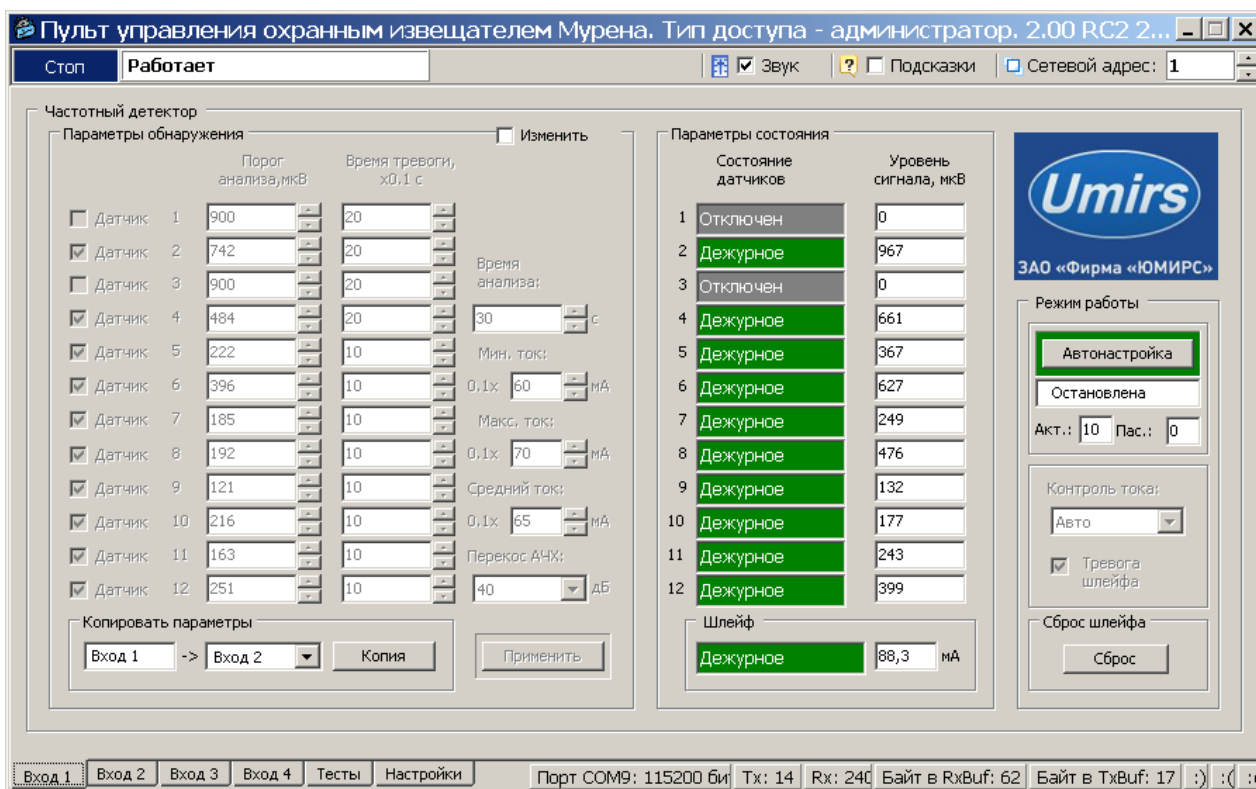 Пульт управления охранным извещателем Мурена. Тип доступа - администратор. 2.00 RC2 2...
Стоп Работает Звук Подсказки Сетевой адрес: 1
Частотный детектор
Параметры обнаружения Изменить
Порог анализа,мкВ Время тревоги, x0.1 с
Датчик 1 900 20
Датчик 2 742 20
Датчик 3 900 20
Датчик 4 484 20
Датчик 5 222 10
Датчик 6 396 10
Датчик 7 185 10
Датчик 8 192 10
Датчик 9 121 10
Датчик 10 216 10
Датчик 11 163 10
Датчик 12 251 10
Время
анализа:
30 с
Мин. ток:
0.1x 60 мА
Макс. ток:
0.1x 70 мА
Средний ток:
0.1x 65 мА
Перекос АЧХ:
40 дБ
Копировать параметры
Вход 1 -> Вход 2 Копия
Применить
Параметры состояния
Состояние датчиков Уровень сигнала, мкВ
1 Отключен 0
2 Дежурное 967
3 Отключен 0
4 Дежурное 661
5 Дежурное 367
6 Дежурное 627
7 Дежурное 249
8 Дежурное 476
9 Дежурное 132
10 Дежурное 177
11 Дежурное 243
12 Дежурное 399
Шлейф
Дежурное 88,3 мА
Umirs
ЗАО «Фирма «ЮМИРС»
Режим работы
Автонастройка
Остановлена
Акт.: 10 Пас.: 0
Контроль тока:
Авто
Тревога
шлейфа
Сброс шлейфа
Сброс
Вход 1 Вход 2 Вход 3 Вход 4 Тесты Настройки Порт COM9: 115200 би Tx: 14 Rx: 240 Байт в RxBuf: 62 Байт в TxBuf: 17 :) :(